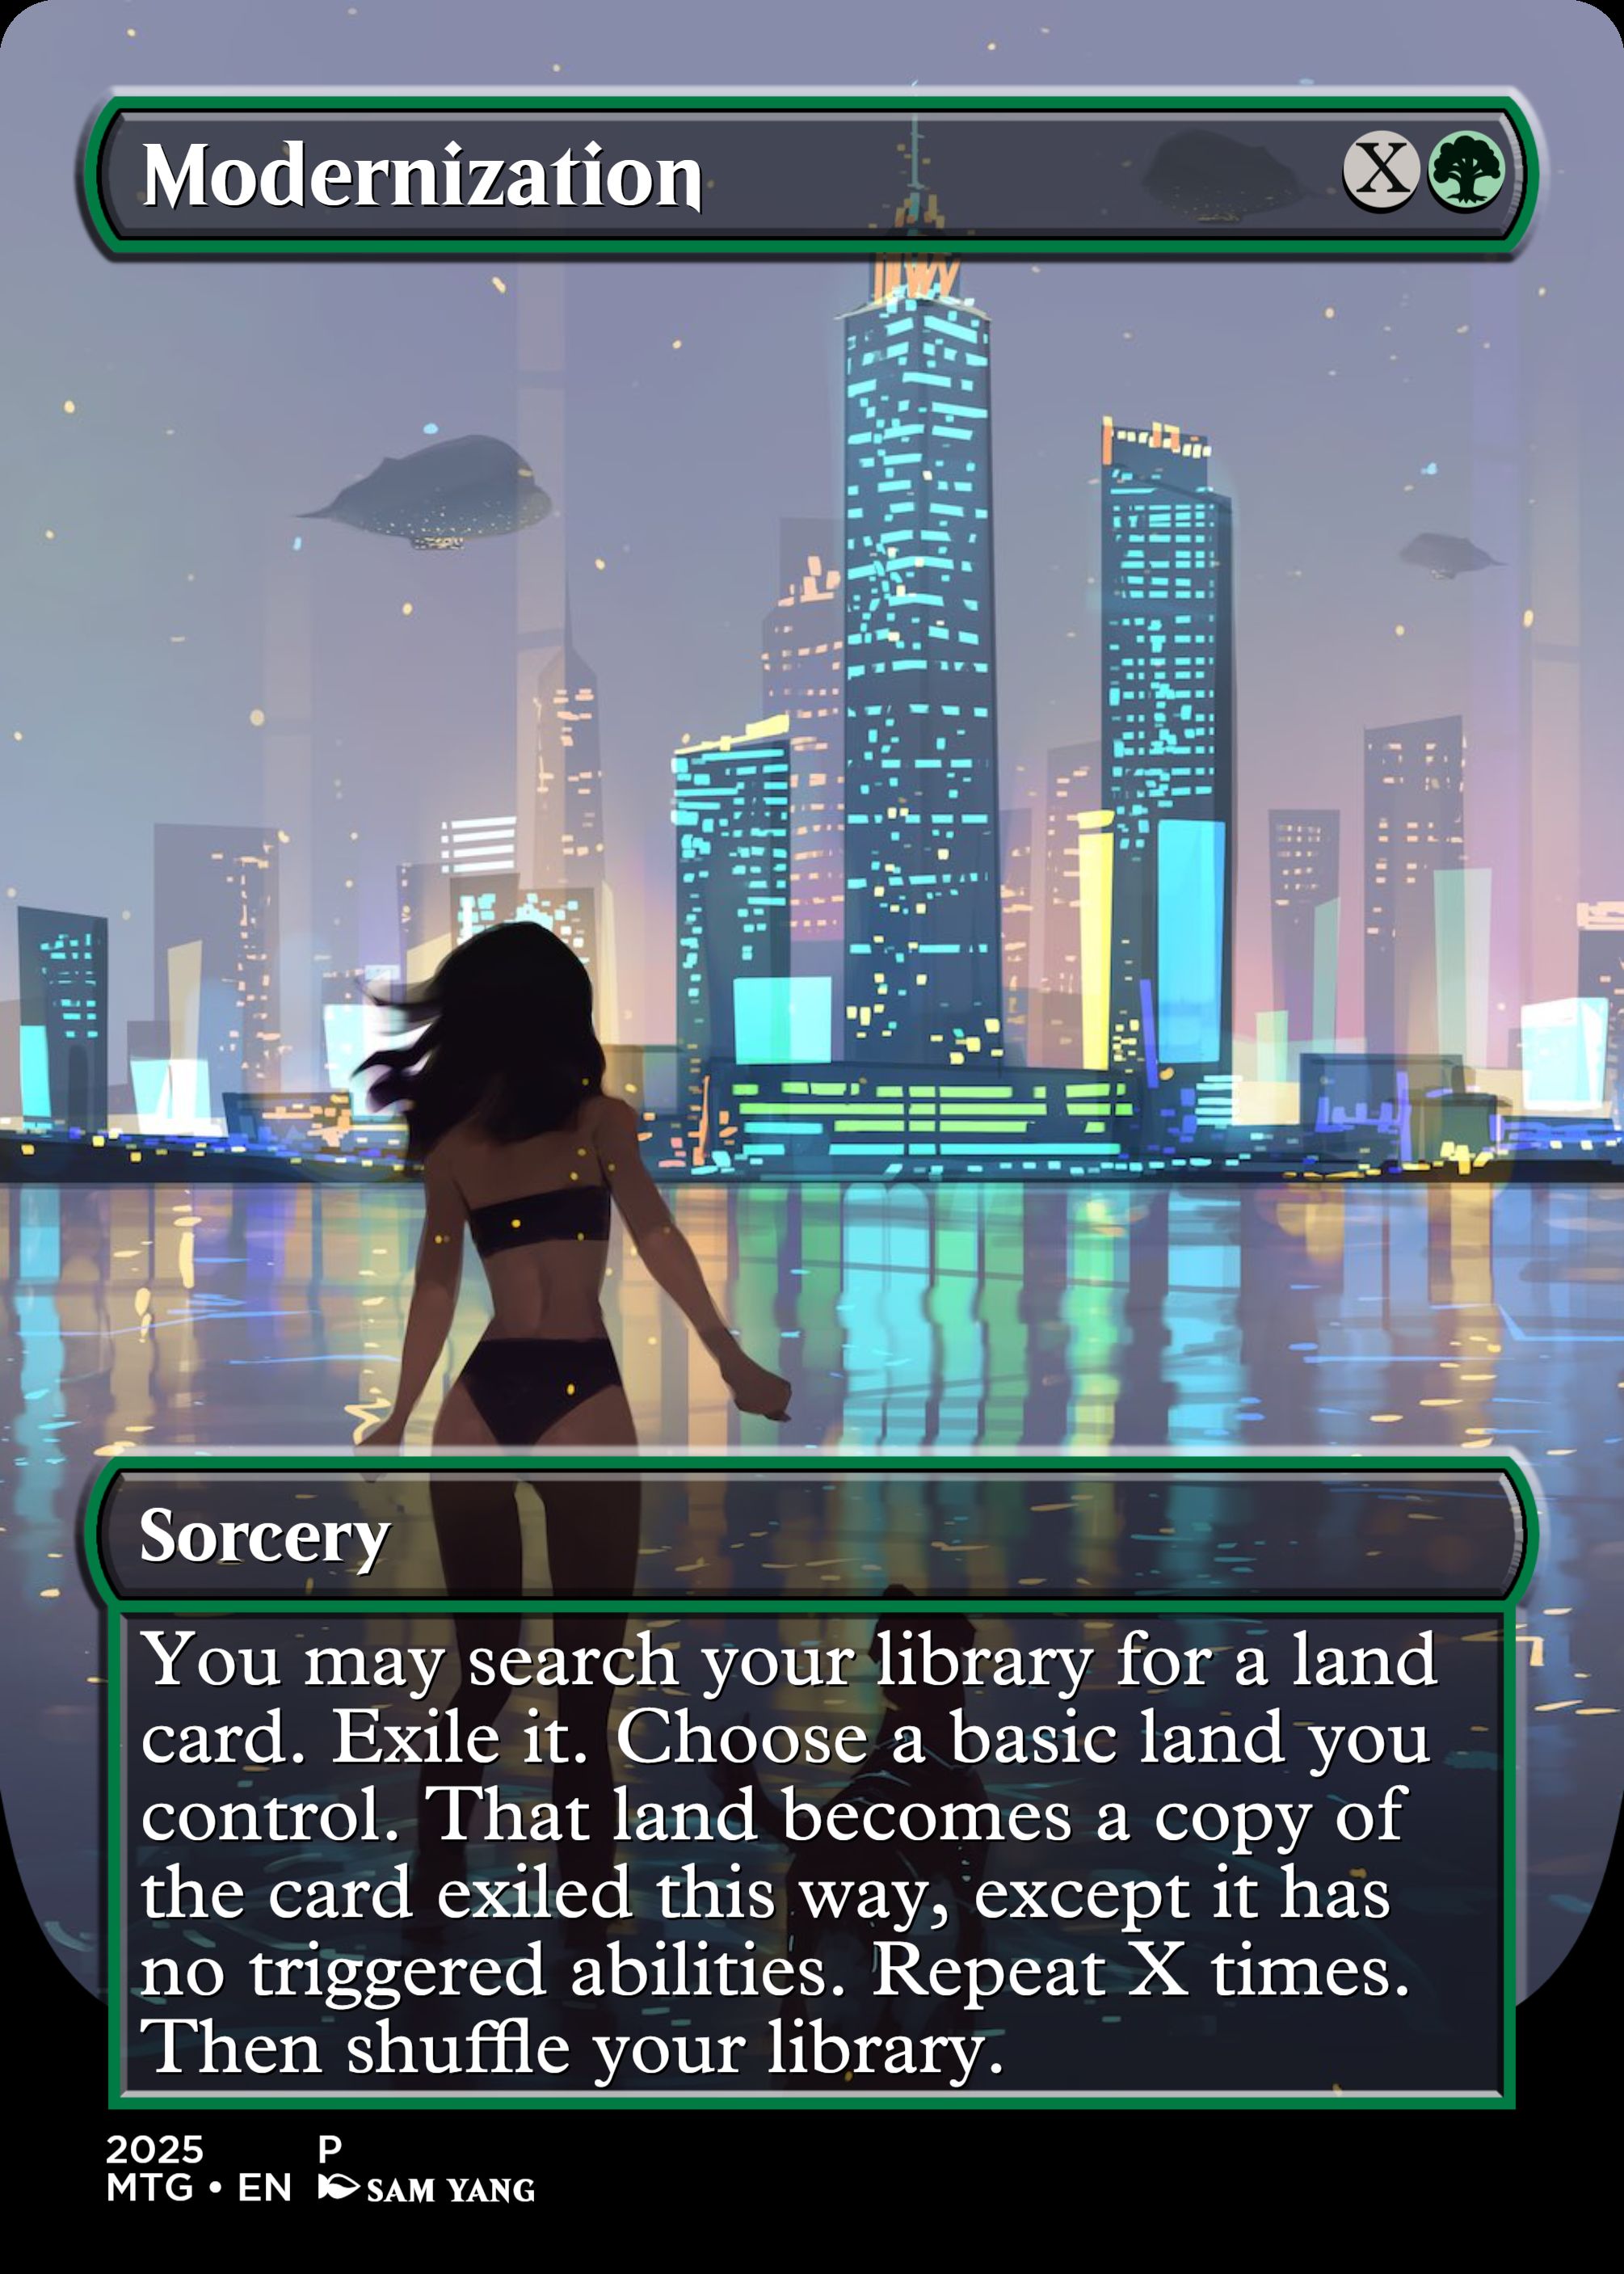 Modernization X
Sorcery
You may search your library for a land
card. Exile it. Choose a basic land you
control. That land becomes a copy of
the card exiled this way, except it has
no triggered abilities. Repeat X times.
Then shuffle your library.
2025 P
MTG • EN SAM YANG